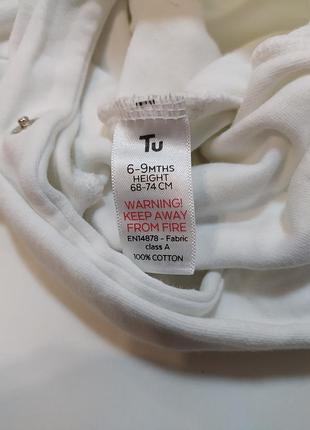 Tu
6-9MTHS
HEIGHT
68-74 CM
WARNING!
KEEP AWAY
FROM FIRE
EN14878 - Fabric
class A
100% COTTON